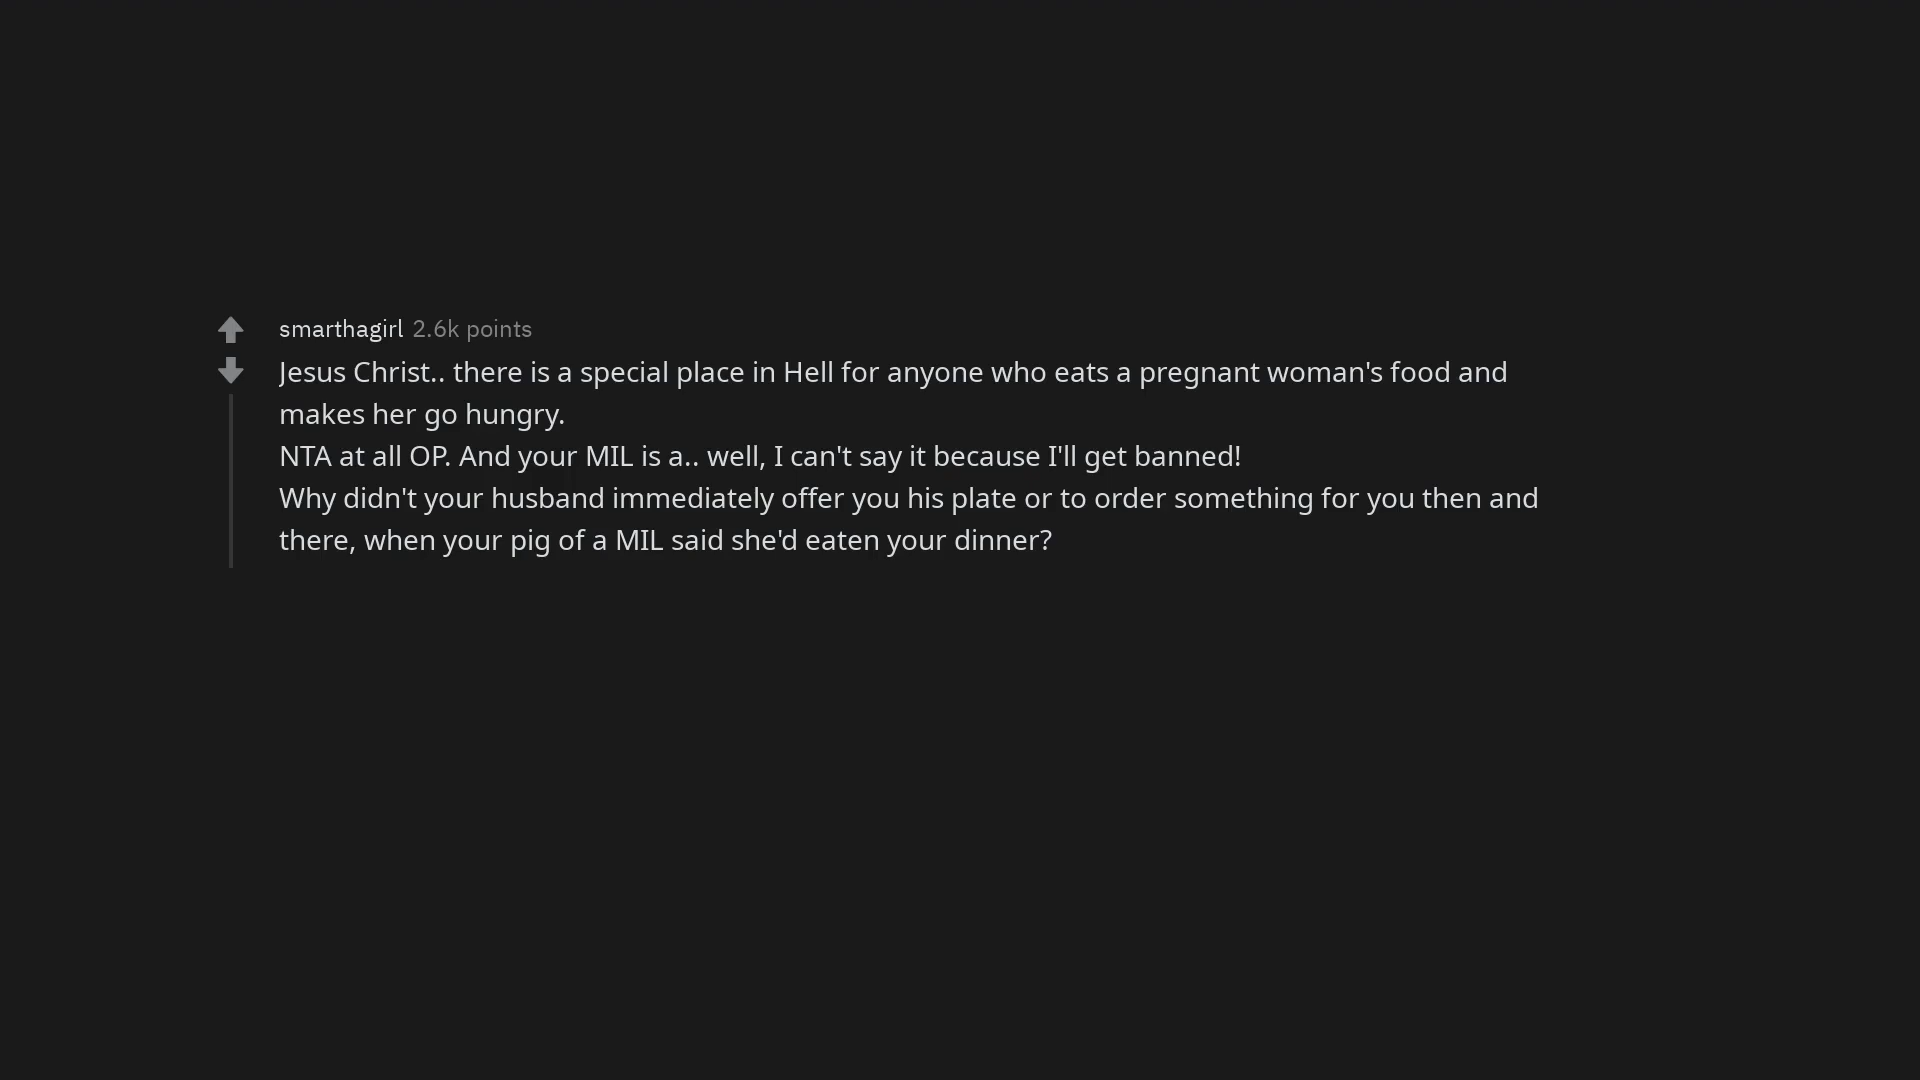 smarthagirl 2.6k points
Jesus Christ.. there is a special place in Hell for anyone who eats a pregnant woman's food and
makes her go hungry.
NTA at all OP. And your MIL is a.. well, I can't say it because I'll get banned!
Why didn't your husband immediately offer you his plate or to order something for you then and
there, when your pig of a MIL said she'd eaten your dinner?